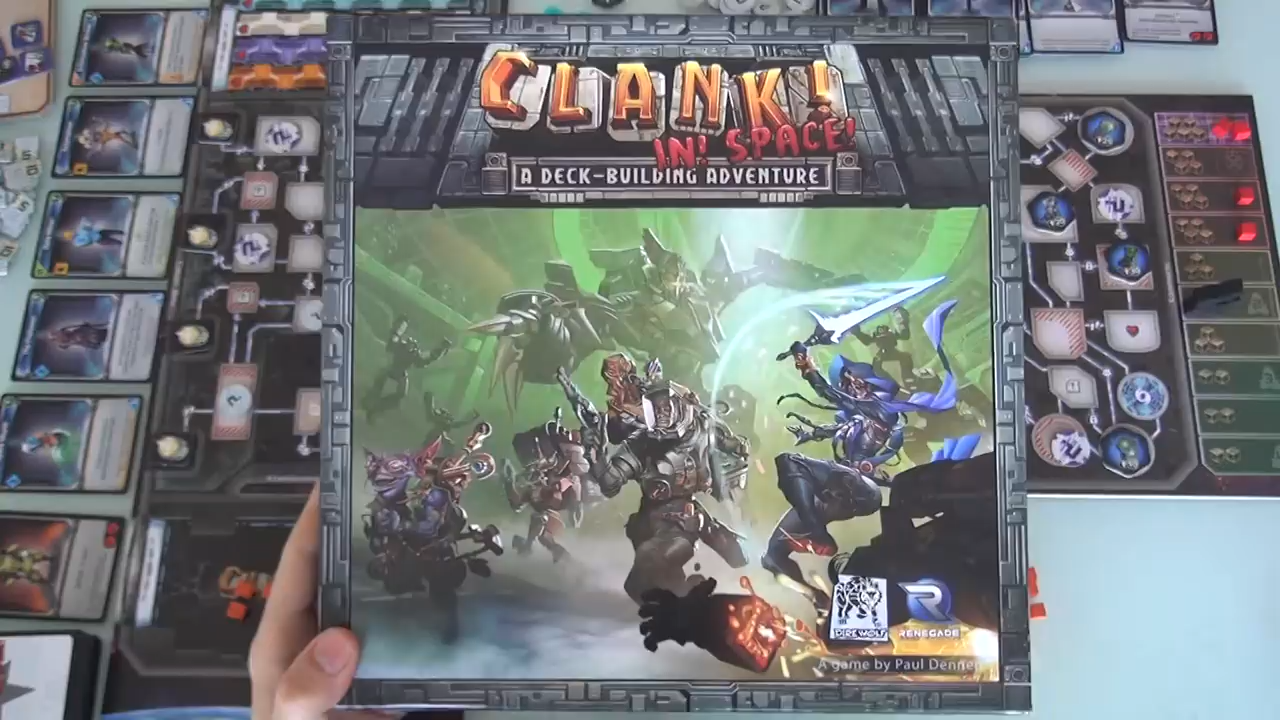 CLANK!
IN! SPACE!
A DECK-BUILDING ADVENTURE
DIRE WOLF
RENEGADE
A game by Paul Dennen